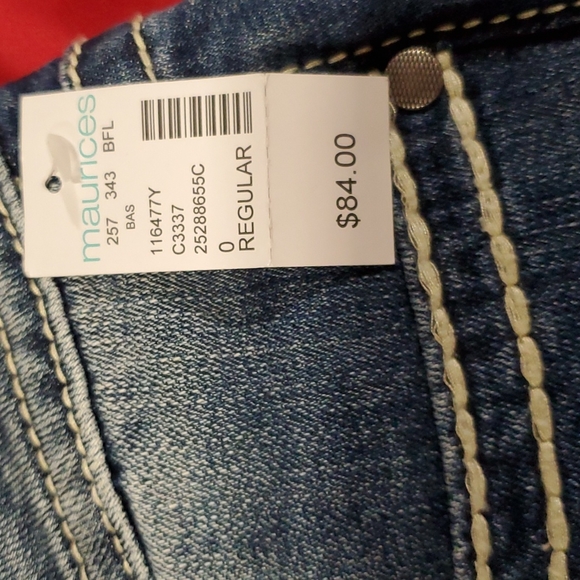 maurices
257 343 BFL
BAS
116477Y
C3337
25288655C
0
REGULAR
$84.00